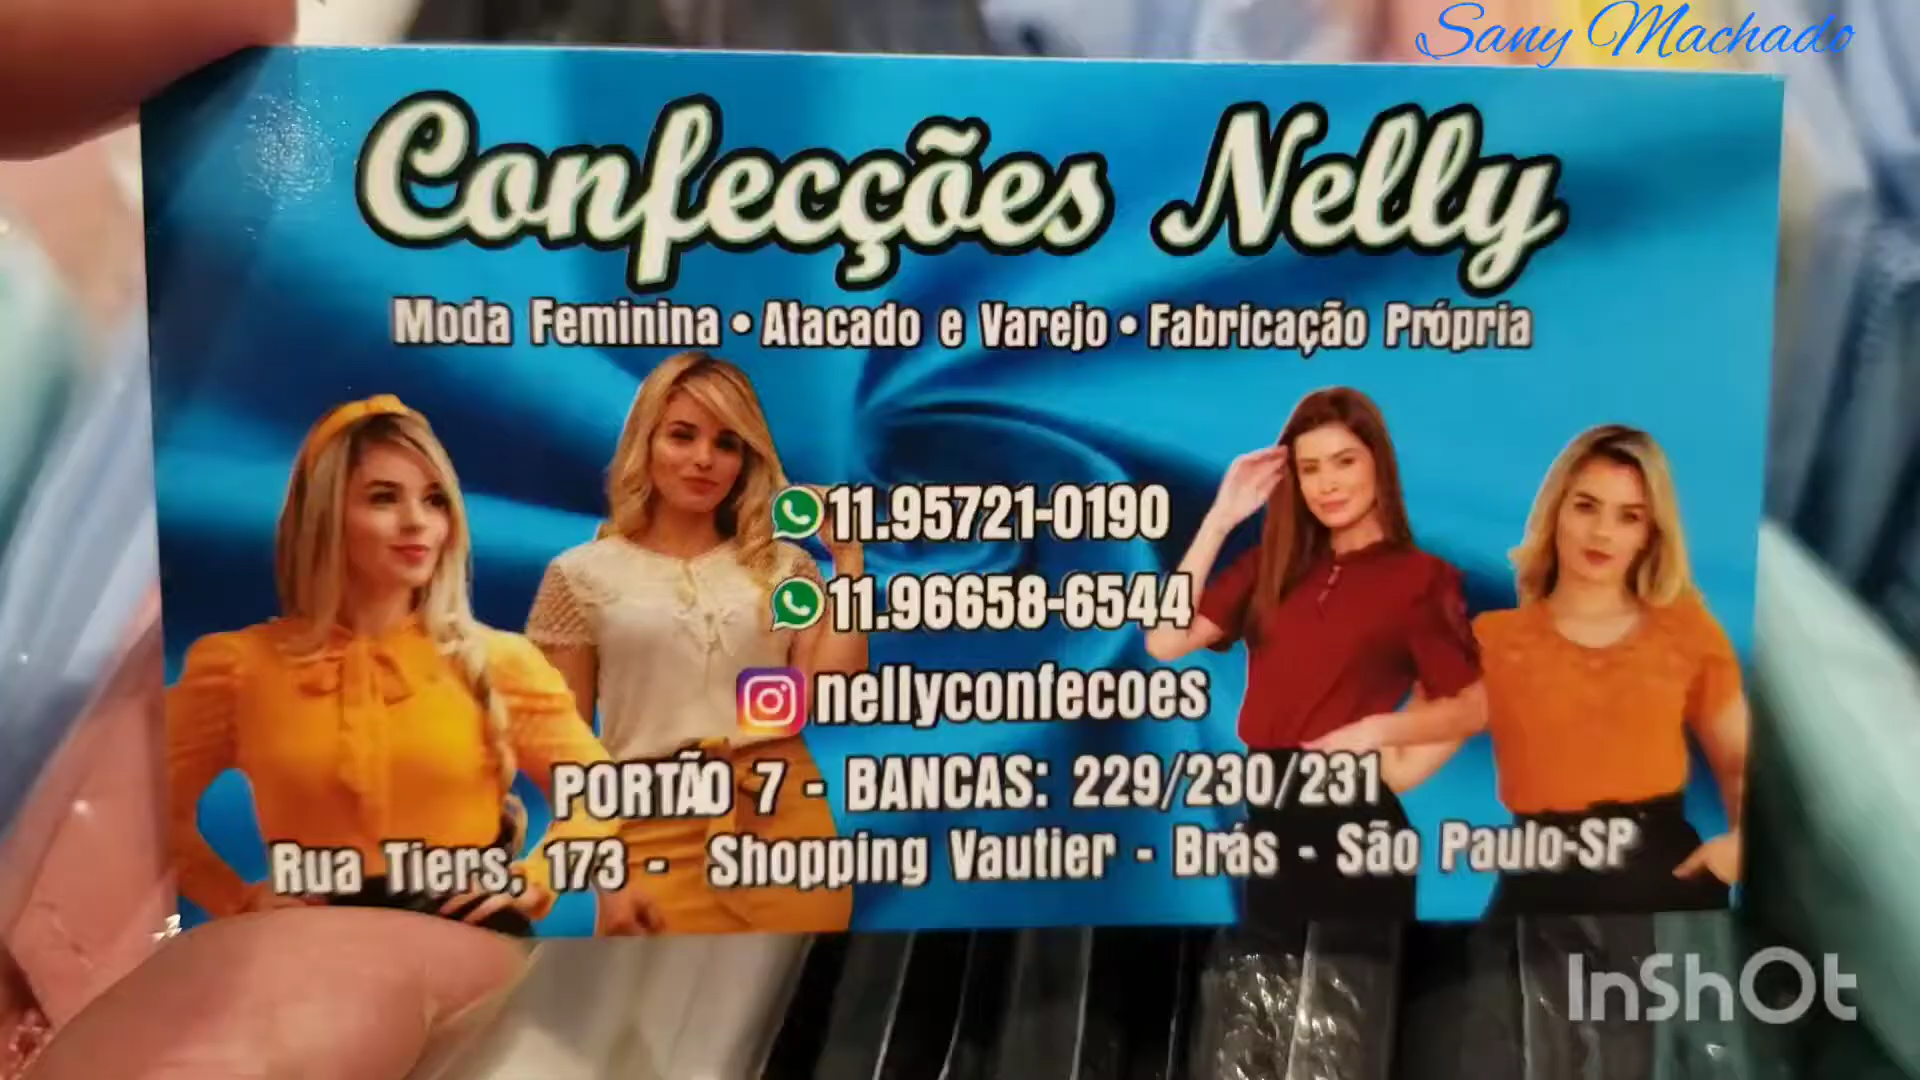 Sany Machado
Confecções Nelly
Moda Feminina • Atacado e Varejo • Fabricação Própria
11.95721-0190
11.96658-6544
nellyconfecoes
PORTÃO 7 - BANCAS: 229/230/231
Rua Tiers, 173 - Shopping Vautier - Brás - São Paulo-SP
InShOt